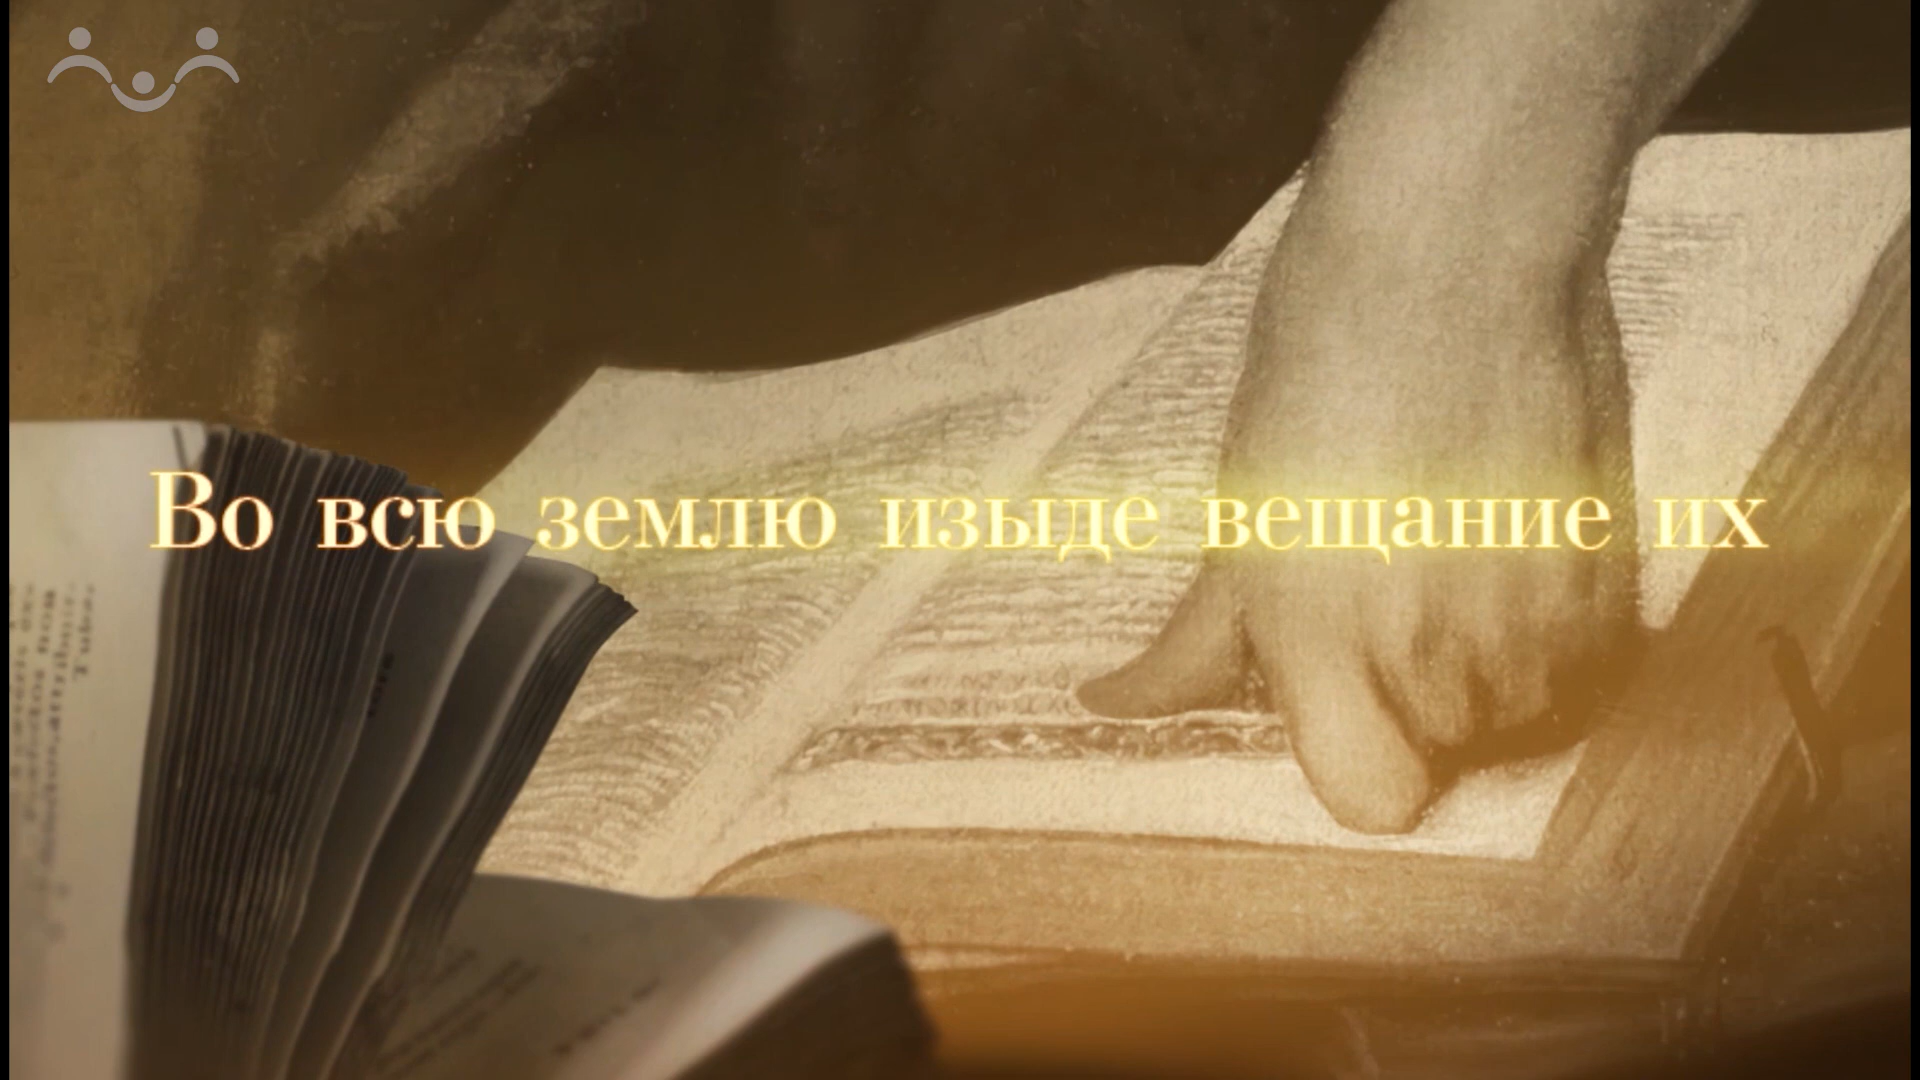 Во всю землю изыде вещание их